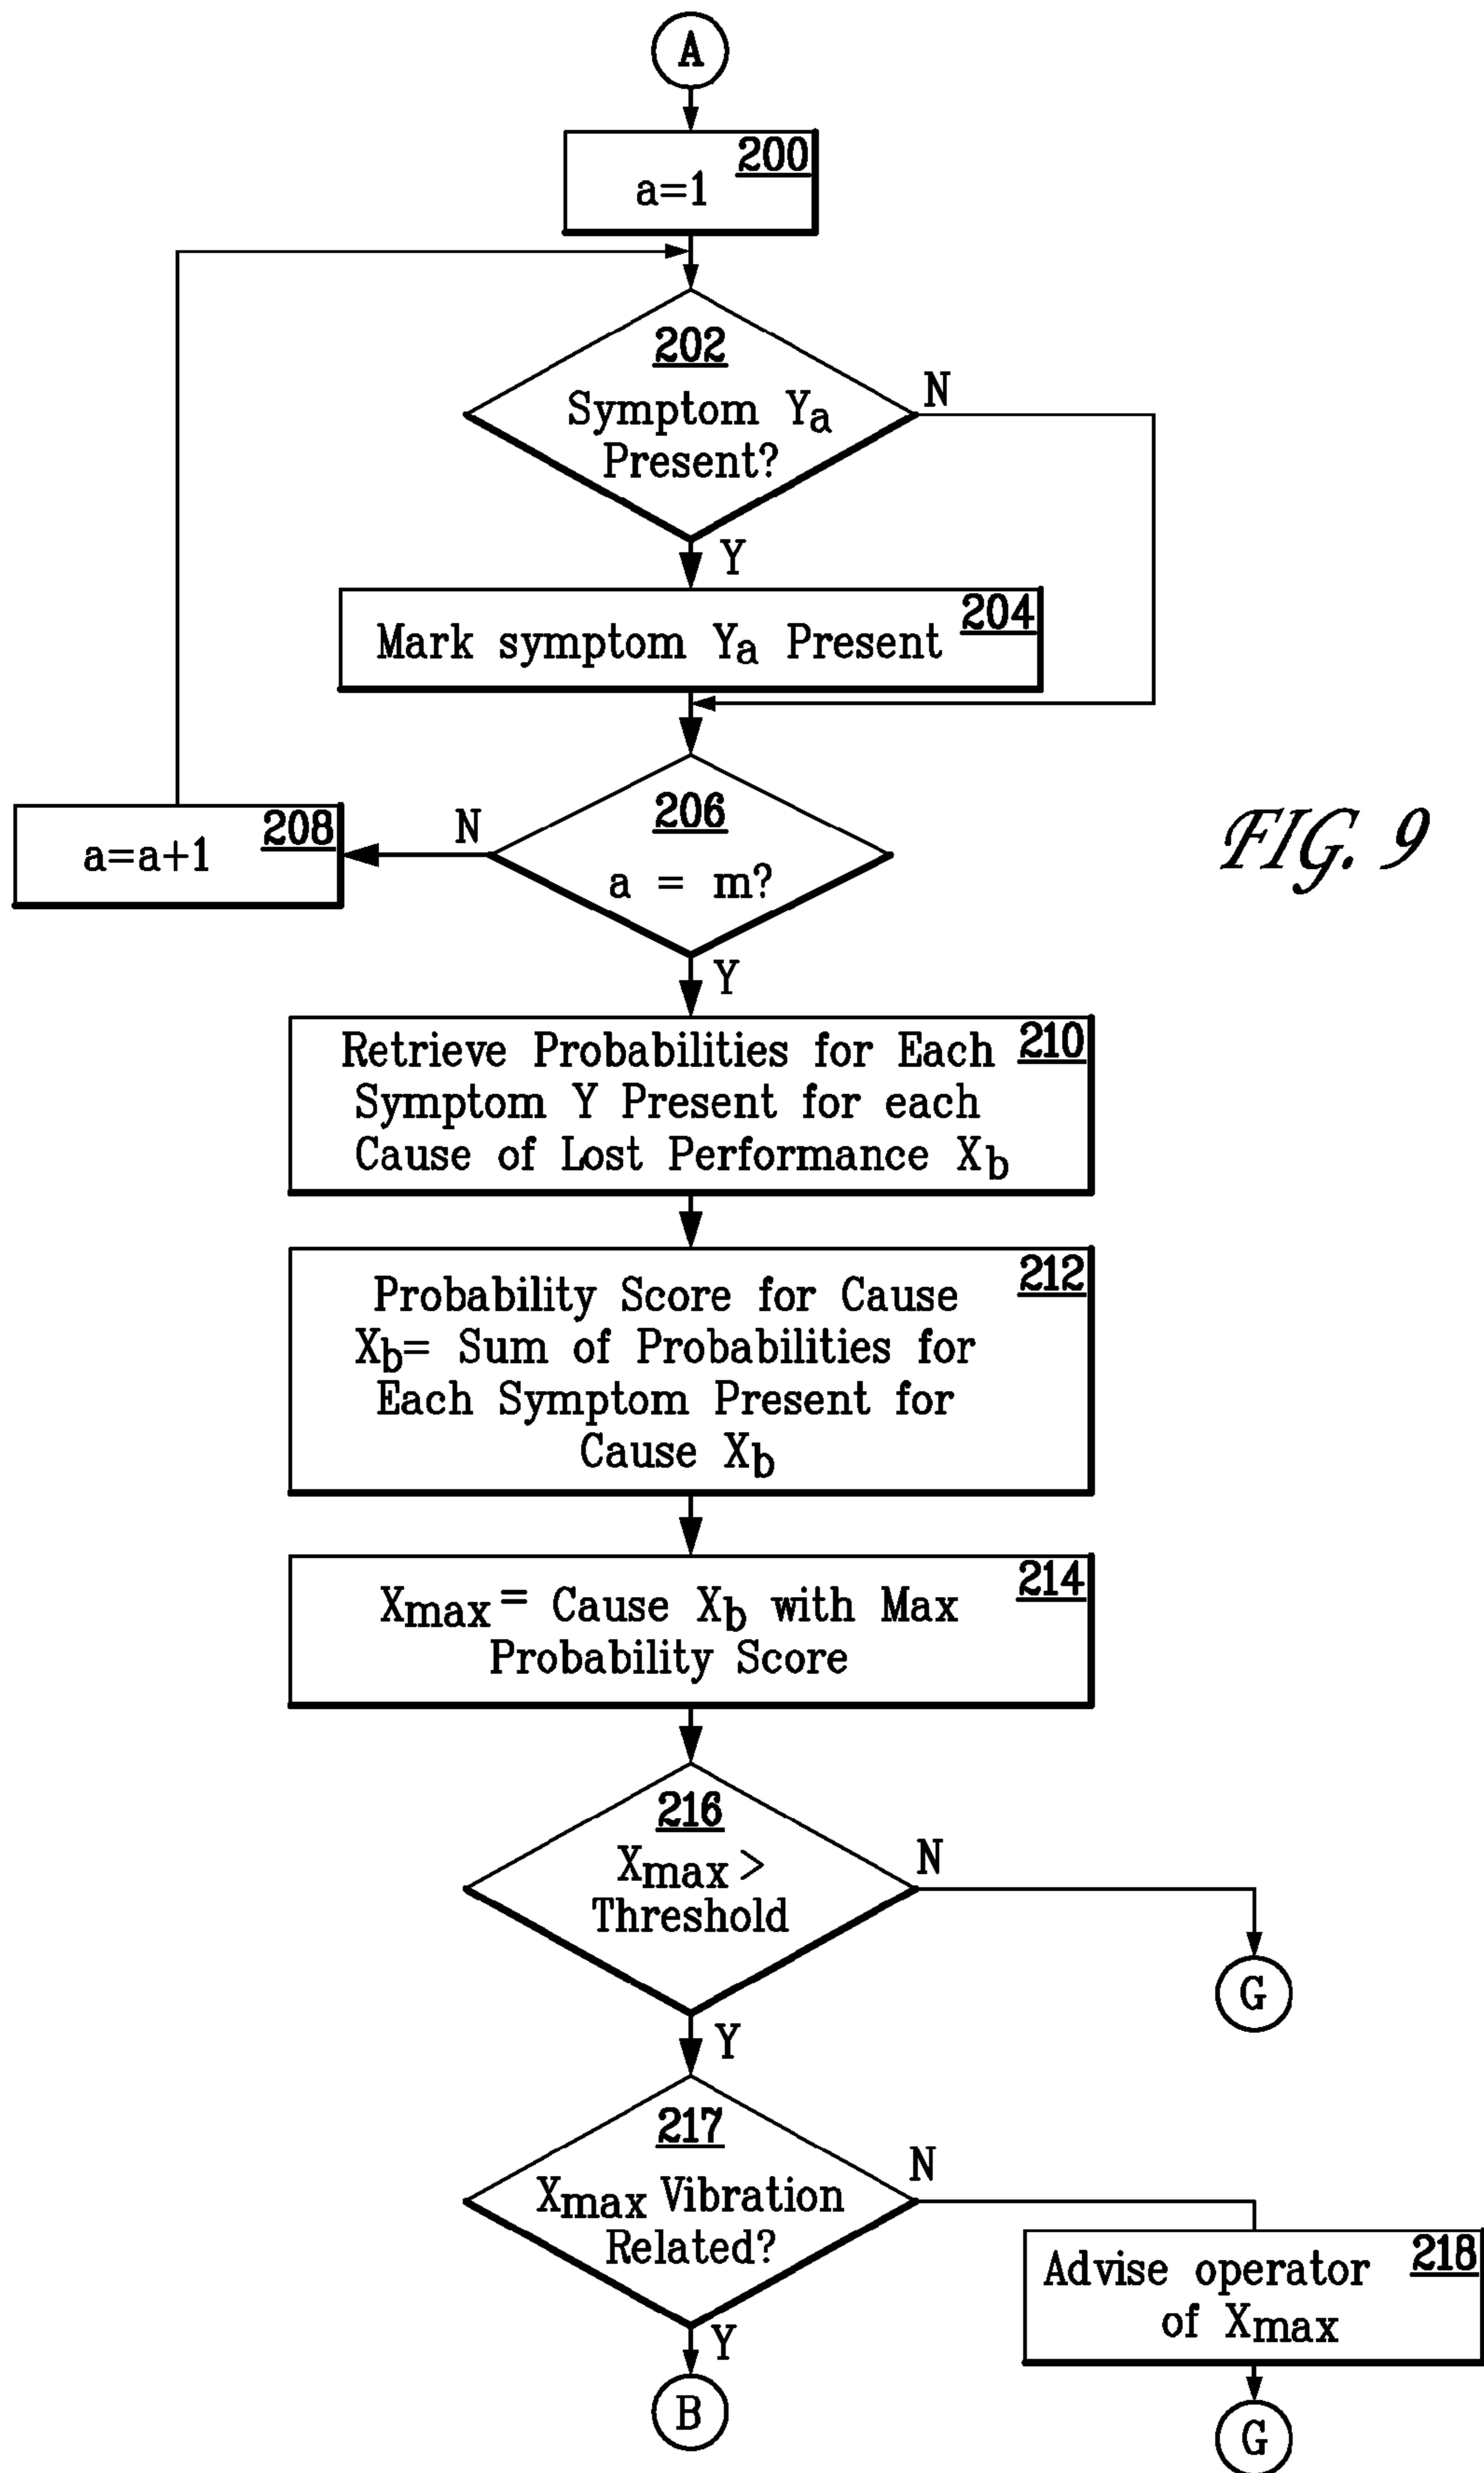 A
200
a=1
202
Symptom Ya
Present?
N
Y
204
Mark symptom Ya Present
206
a = m?
N
208
a=a+1
FIG. 9
Y
210
Retrieve Probabilities for Each
Symptom Y Present for each
Cause of Lost Performance Xb
212
Probability Score for Cause
Xb= Sum of Probabilities for
Each Symptom Present for
Cause Xb
214
Xmax= Cause Xb with Max
Probability Score
216
Xmax>
Threshold
N
G
Y
217
Xmax Vibration
Related?
N
218
Advise operator
of Xmax
Y
B
G